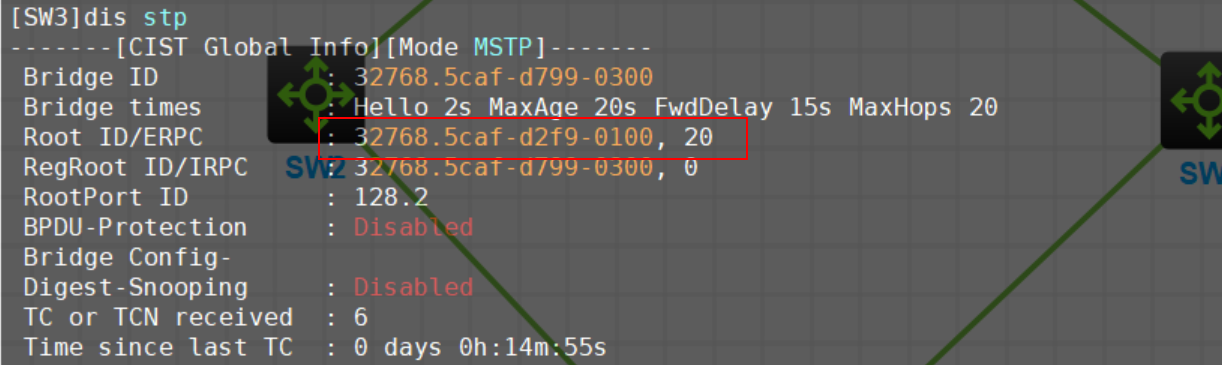 [SW3]dis stp
-------[CIST Global Info][Mode MSTP]-------
Bridge ID : 32768.5caf-d799-0300
Bridge times : Hello 2s MaxAge 20s FwdDelay 15s MaxHops 20
Root ID/ERPC : 32768.5caf-d2f9-0100, 20
RegRoot ID/IRPC : 32768.5caf-d799-0300, 0
RootPort ID : 128.2
BPDU-Protection : Disabled
Bridge Config-
Digest-Snooping : Disabled
TC or TCN received : 6
Time since last TC : 0 days 0h:14m:55s
SW2
SW